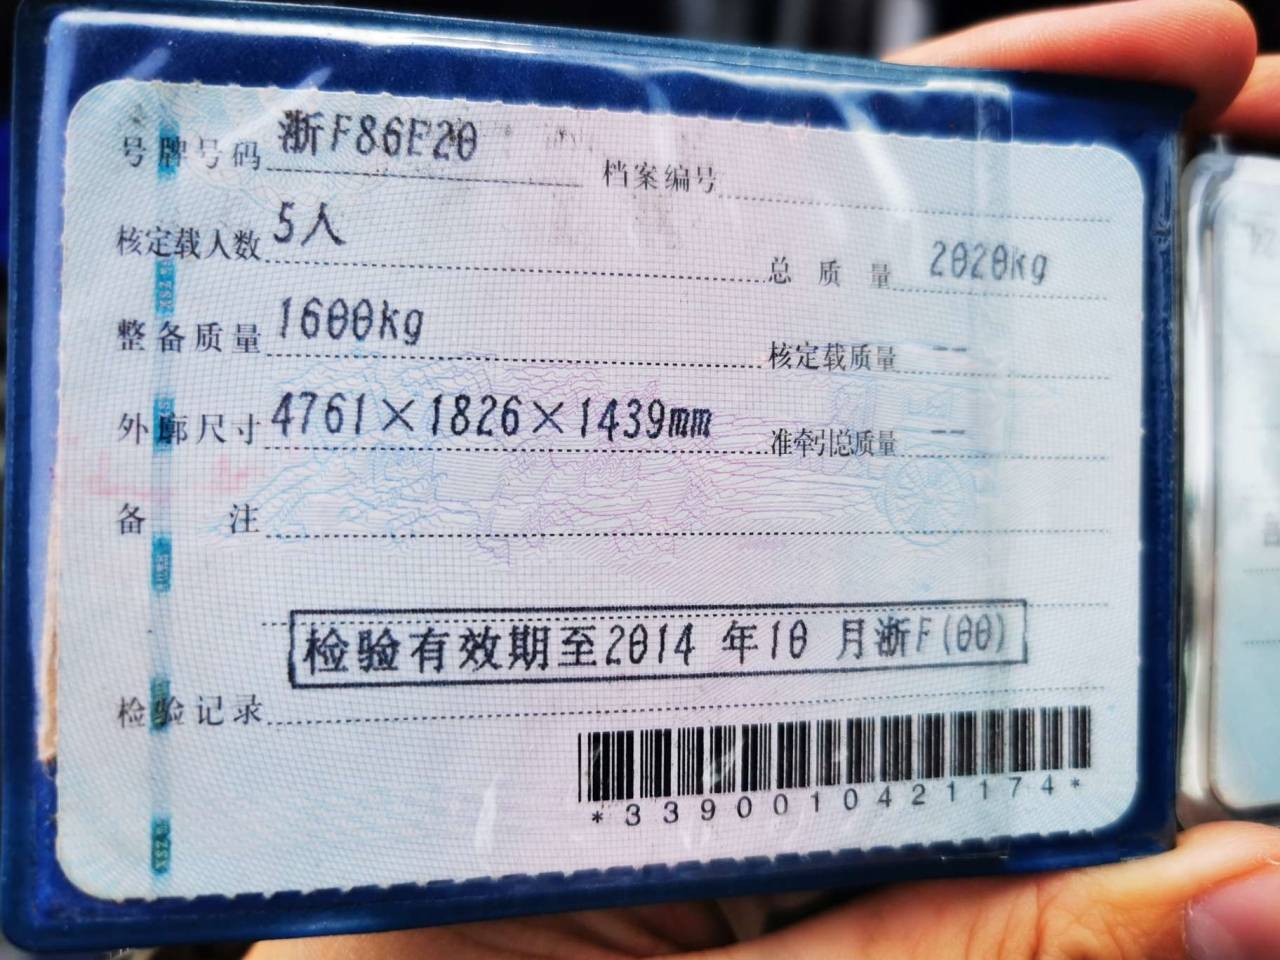 号牌号码 浙F86E20 档案编号
核定载人数 5人 总质量 2020kg
整备质量 1600kg 核定载质量 --
外廓尺寸 4761×1826×1439mm 准牵引总质量 --
备注
检验有效期至2014 年10 月浙F(00)
检验记录
*339001042117​4*